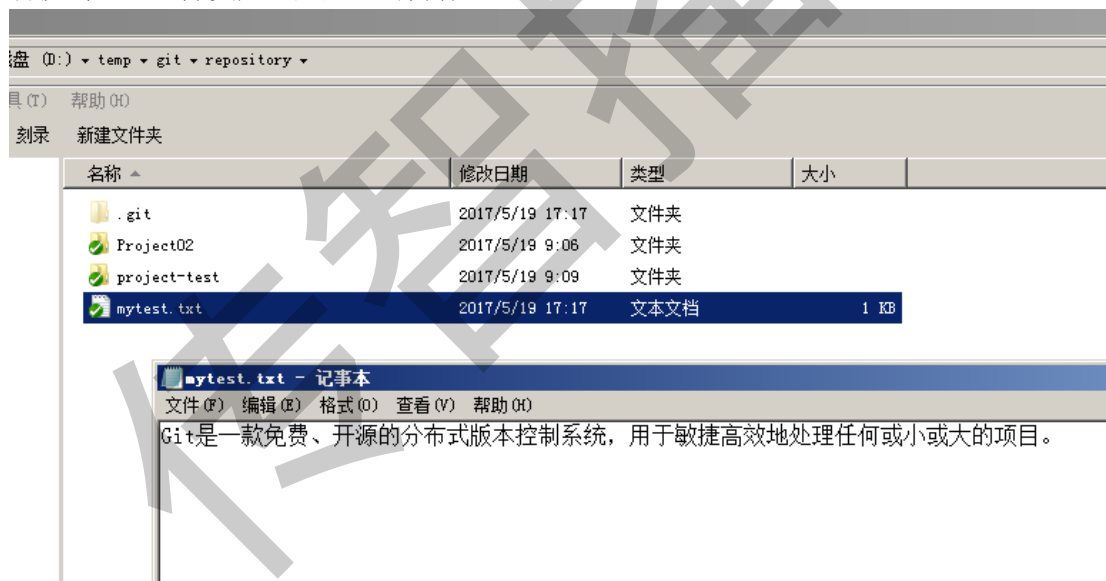 磁盘 (D:) ▾ temp ▾ git ▾ repository ▾
具(T) 帮助(H)
刻录 新建文件夹
名称 修改日期 类型 大小
.git 2017/5/19 17:17 文件夹
Project02 2017/5/19 9:06 文件夹
project-test 2017/5/19 9:09 文件夹
mytest.txt 2017/5/19 17:17 文本文档 1 KB
mytest.txt - 记事本
文件(F) 编辑(E) 格式(O) 查看(V) 帮助(H)
Git是一款免费、开源的分布式版本控制系统，用于敏捷高效地处理任何或小或大的项目。
传智播